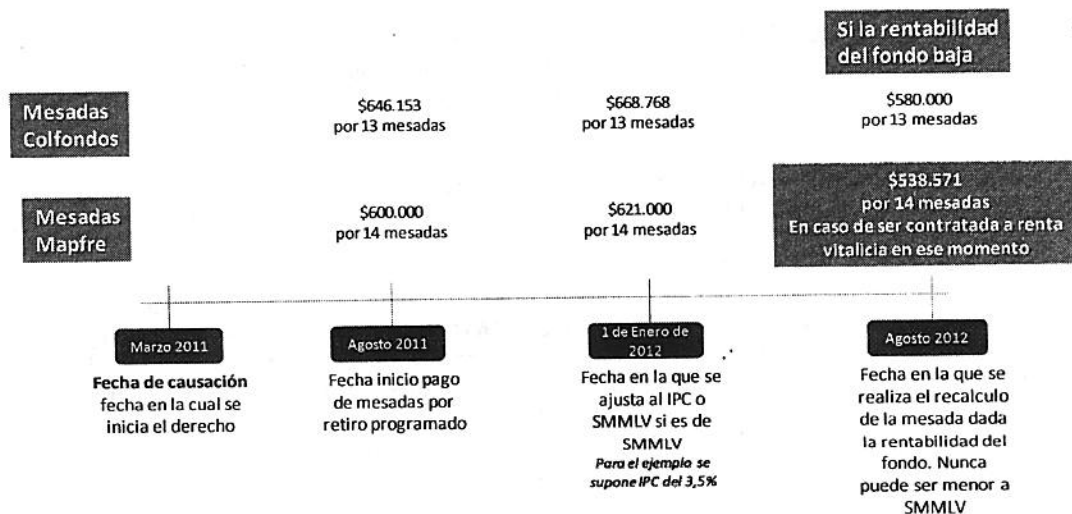 Si la rentabilidad
del fondo baja
Mesadas
Colfondos
$646.153
por 13 mesadas
$668.768
por 13 mesadas
$580.000
por 13 mesadas
Mesadas
Mapfre
$600.000
por 14 mesadas
$621.000
por 14 mesadas
$538.571
por 14 mesadas
En caso de ser contratada a renta
vitalicia en ese momento
Marzo 2011
Fecha de causación
fecha en la cual se
inicia el derecho
Agosto 2011
Fecha inicio pago
de mesadas por
retiro programado
1 de Enero de
2012
Fecha en la que se
ajusta al IPC o
SMMLV si es de
SMMLV
Para el ejemplo se
supone IPC del 3,5%
Agosto 2012
Fecha en la que se
realiza el recalculo
de la mesada dada
la rentabilidad del
fondo. Nunca
puede ser menor a
SMMLV